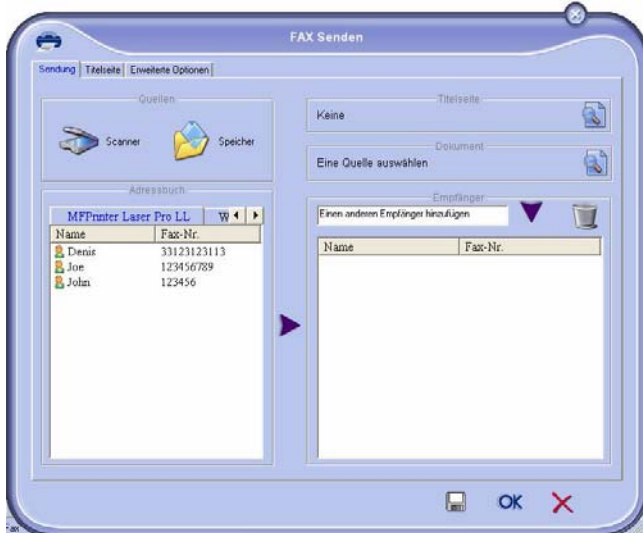 FAX Senden
Sendung Titelseite Erweiterte Optionen
Quellen
Scanner Speicher
Titelseite
Keine
Dokument
Eine Quelle auswählen
Adressbuch
MFPrinter Laser Pro LL W
Name Fax-Nr.
Denis 33123123113
Joe 123456789
John 123456
Empfänger
Einen anderen Empfänger hinzufügen
Name Fax-Nr.
OK
Fax